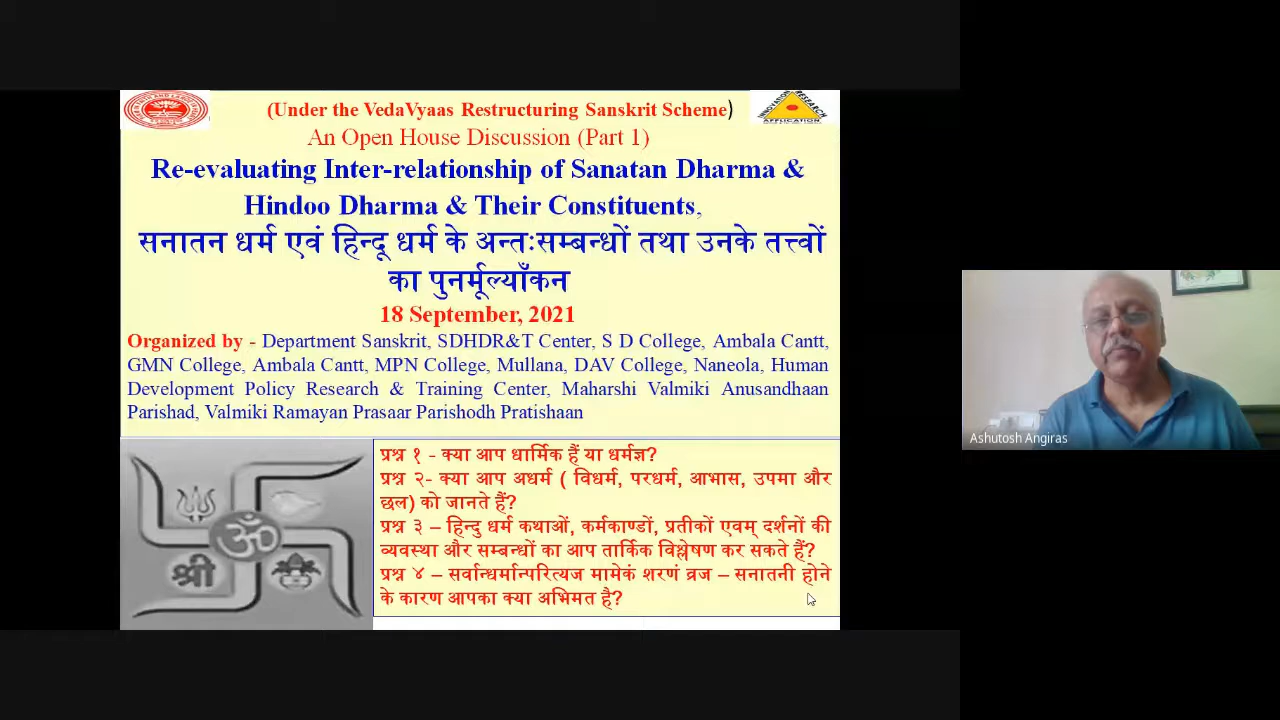 (Under the VedaVyaas Restructuring Sanskrit Scheme)
An Open House Discussion (Part 1)
Re-evaluating Inter-relationship of Sanatan Dharma &
Hindoo Dharma & Their Constituents,
सनातन धर्म एवं हिन्दू धर्म के अन्तःसम्बन्धों तथा उनके तत्त्वों
का पुनर्मूल्याँकन
18 September, 2021
Organized by - Department Sanskrit, SDHDR&T Center, S D College, Ambala Cantt,
GMN College, Ambala Cantt, MPN College, Mullana, DAV College, Naneola, Human
Development Policy Research & Training Center, Maharshi Valmiki Anusandhaan
Parishad, Valmiki Ramayan Prasaar Parishodh Pratishaan
प्रश्न १ - क्या आप धार्मिक हैं या धर्मज्ञ?
प्रश्न २- क्या आप अधर्म ( विधर्म, परधर्म, आभास, उपमा और
छल) को जानते हैं?
प्रश्न ३ – हिन्दु धर्म कथाओं, कर्मकाण्डों, प्रतीकों एवम् दर्शनों की
व्यवस्था और सम्बन्धों का आप तार्किक विश्लेषण कर सकते हैं?
प्रश्न ४ – सर्वान्धर्मान्परित्यज मामेकं शरणं व्रज – सनातनी होने
के कारण आपका क्या अभिमत है?
ॐ
श्री
Ashutosh Angiras